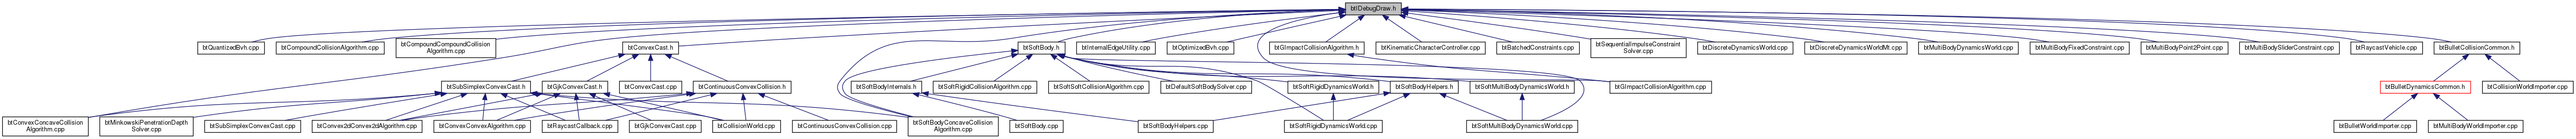 btIDebugDraw.h
btQuantizedBvh.cpp
btCompoundCollisionAlgorithm.cpp
btCompoundCompoundCollision
Algorithm.cpp
btConvexCast.h
btSoftBody.h
btInternalEdgeUtility.cpp
btOptimizedBvh.cpp
btGImpactCollisionAlgorithm.h
btKinematicCharacterController.cpp
btBatchedConstraints.cpp
btSequentialImpulseConstraint
Solver.cpp
btDiscreteDynamicsWorld.cpp
btDiscreteDynamicsWorldMt.cpp
btMultiBodyDynamicsWorld.cpp
btMultiBodyFixedConstraint.cpp
btMultiBodyPoint2Point.cpp
btMultiBodySliderConstraint.cpp
btRaycastVehicle.cpp
btBulletCollisionCommon.h
btSubSimplexConvexCast.h
btGjkConvexCast.h
btConvexCast.cpp
btContinuousConvexCollision.h
btSoftBodyInternals.h
btSoftRigidCollisionAlgorithm.cpp
btSoftSoftCollisionAlgorithm.cpp
btDefaultSoftBodySolver.cpp
btSoftRigidDynamicsWorld.h
btSoftBodyHelpers.h
btSoftMultiBodyDynamicsWorld.h
btGImpactCollisionAlgorithm.cpp
btBulletDynamicsCommon.h
btCollisionWorldImporter.cpp
btConvexConcaveCollision
Algorithm.cpp
btMinkowskiPenetrationDepth
Solver.cpp
btSubSimplexConvexCast.cpp
btConvex2dConvex2dAlgorithm.cpp
btConvexConvexAlgorithm.cpp
btRaycastCallback.cpp
btGjkConvexCast.cpp
btCollisionWorld.cpp
btContinuousConvexCollision.cpp
btSoftBodyConcaveCollision
Algorithm.cpp
btSoftBody.cpp
btSoftBodyHelpers.cpp
btSoftRigidDynamicsWorld.cpp
btSoftMultiBodyDynamicsWorld.cpp
btBulletWorldImporter.cpp
btMultiBodyWorldImporter.cpp